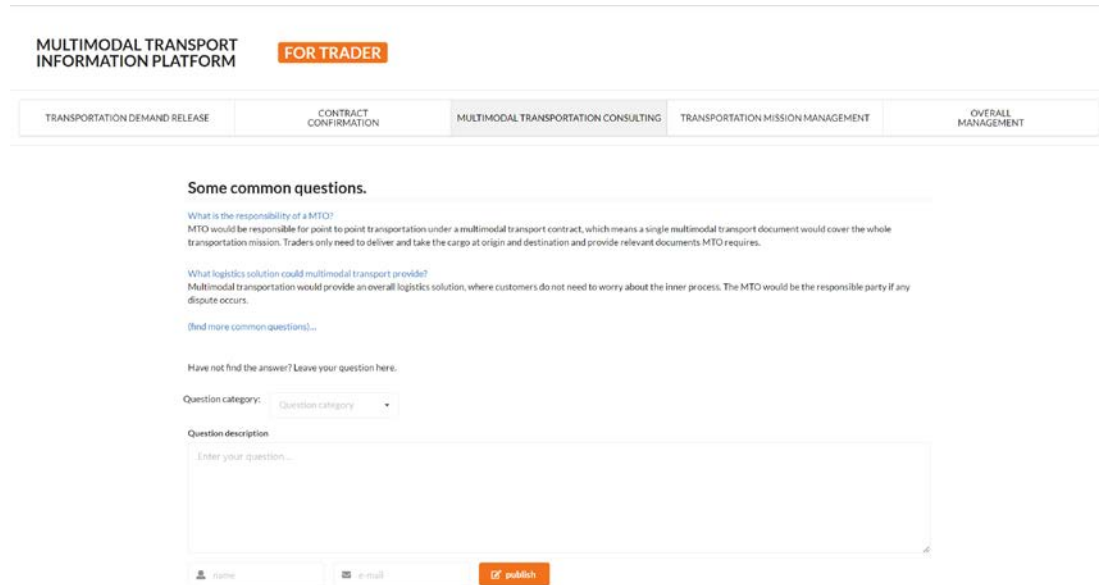 MULTIMODAL TRANSPORT
INFORMATION PLATFORM
FOR TRADER
TRANSPORTATION DEMAND RELEASE
CONTRACT
CONFIRMATION
MULTIMODAL TRANSPORTATION CONSULTING
TRANSPORTATION MISSION MANAGEMENT
OVERALL
MANAGEMENT
Some common questions.
What is the responsibility of a MTO?
MTO would be responsible for point to point transportation under a multimodal transport contract, which means a single multimodal transport document would cover the whole
transportation mission. Traders only need to deliver and take the cargo at origin and destination and provide relevant documents MTO requires.
What logistics solution could multimodal transport provide?
Multimodal transportation would provide an overall logistics solution, where customers do not need to worry about the inner process. The MTO would be the responsible party if any
dispute occurs.
(find more common questions)...
Have not find the answer? Leave your question here.
Question category:
Question category
Question description
Enter your question...
name
e-mail
publish